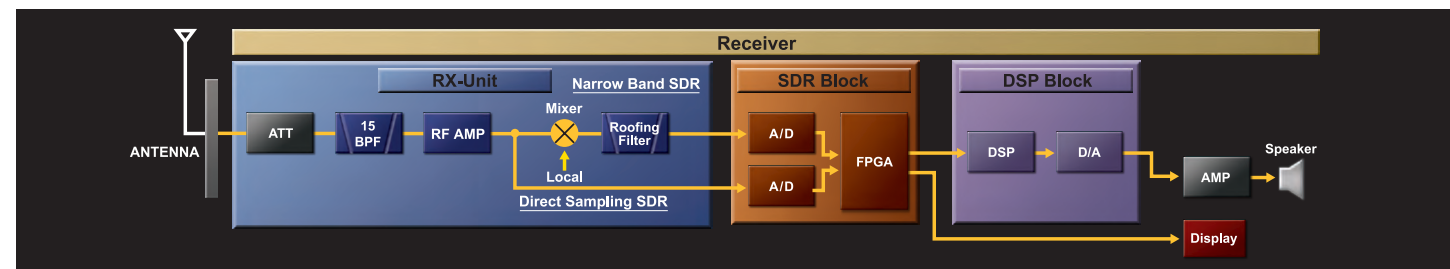 Receiver
RX-Unit
Narrow Band SDR
SDR Block
DSP Block
ANTENNA
ATT
15
BPF
RF AMP
Mixer
Local
Roofing
Filter
Direct Sampling SDR
A/D
A/D
FPGA
DSP
D/A
AMP
Speaker
Display